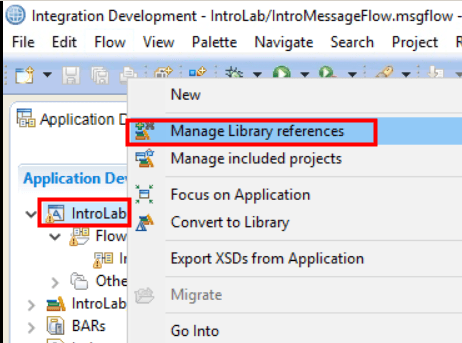 Integration Development - IntroLab/IntroMessageFlow.msgflow -
File Edit Flow View Palette Navigate Search Project
New
Application D
Manage Library references
Manage included projects
Application De
Focus on Application
IntroLab
Convert to Library
Flow
Export XSDs from Application
Othe
Migrate
IntroLab
BARs
Go Into